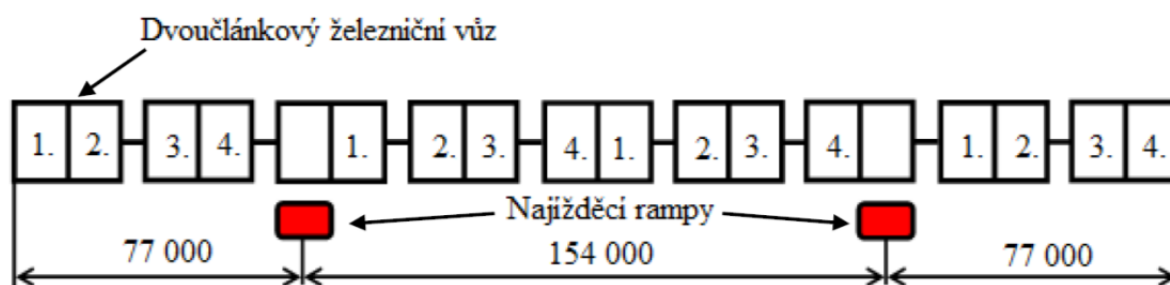 Dvoučlánkový železniční vůz
1. 2. 3. 4. 1. 2. 3. 4. 1. 2. 3. 4. 1. 2. 3. 4.
Najížděcí rampy
77 000 154 000 77 000